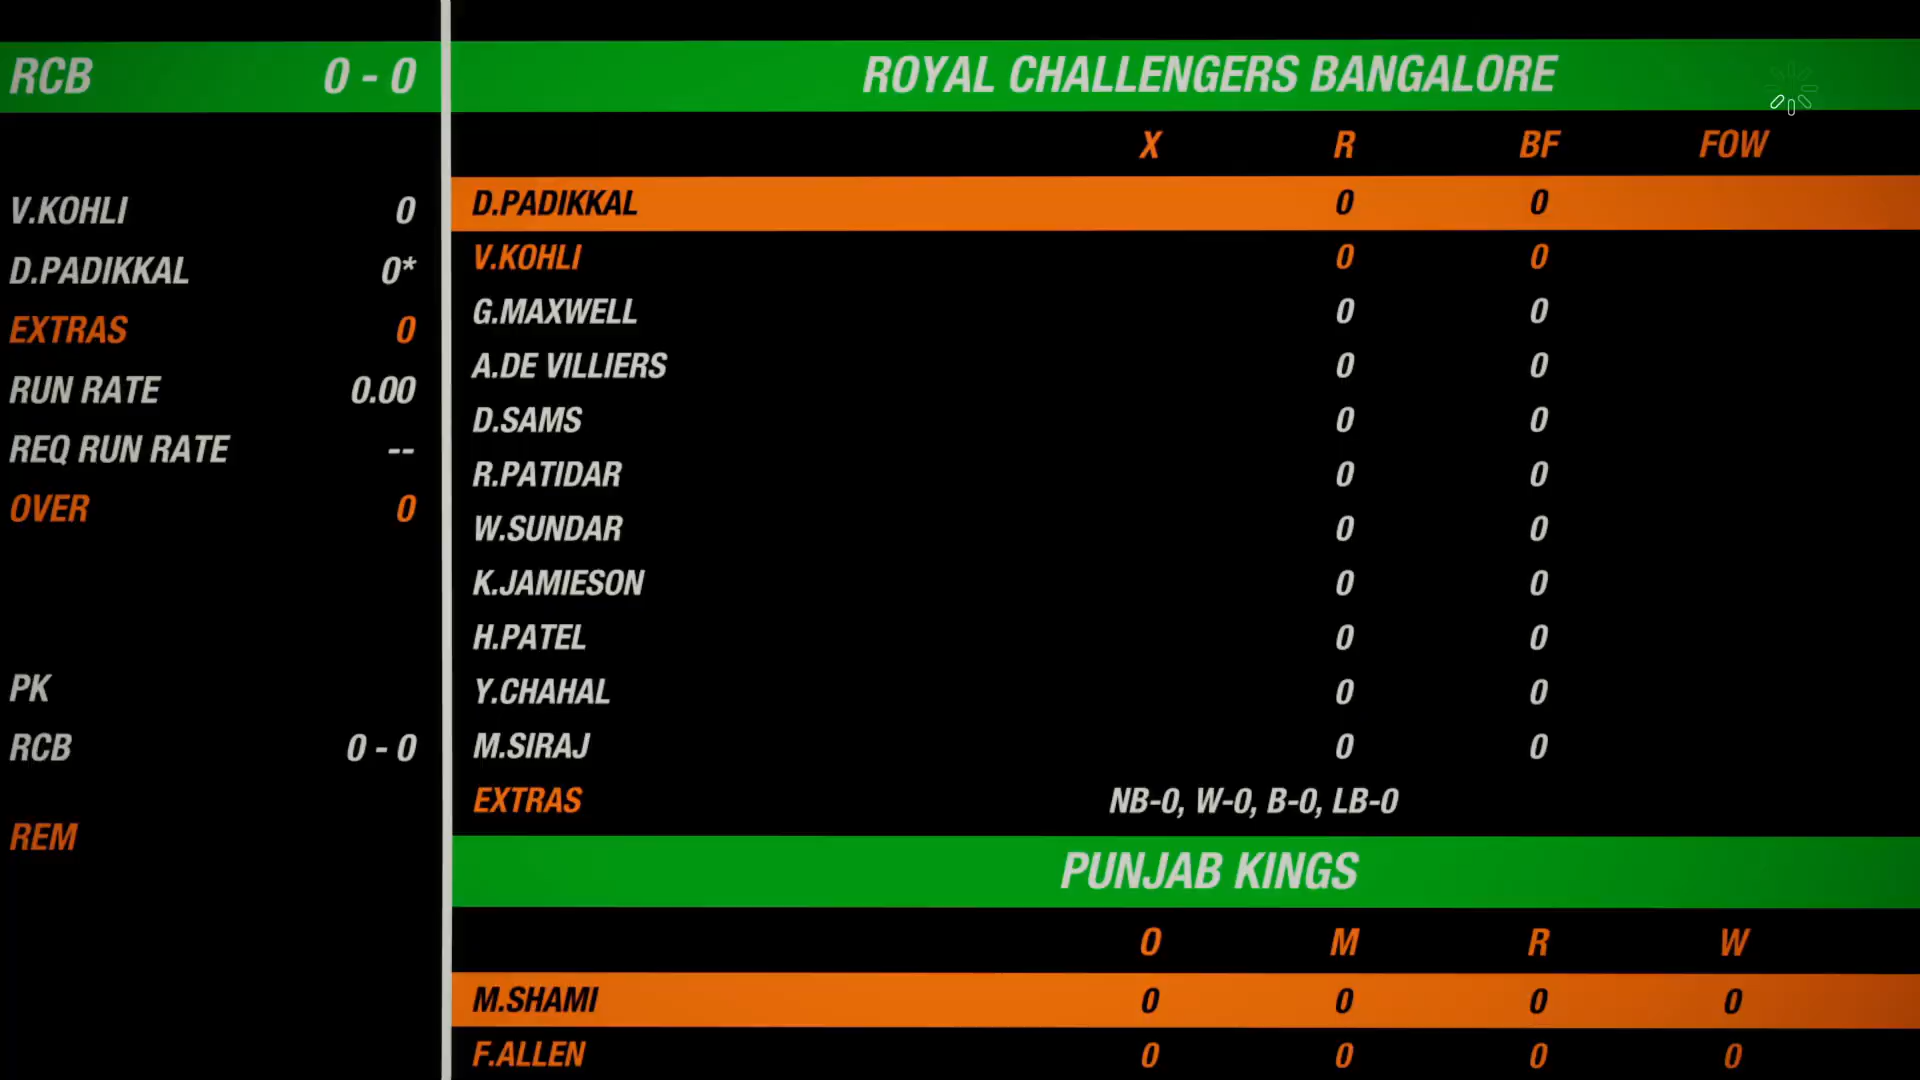 RCB 0 - 0
V.KOHLI 0
D.PADIKKAL 0*
EXTRAS 0
RUN RATE 0.00
REQ RUN RATE --
OVER 0
PK
RCB 0 - 0
REM
ROYAL CHALLENGERS BANGALORE
X R BF FOW
D.PADIKKAL 0 0
V.KOHLI 0 0
G.MAXWELL 0 0
A.DE VILLIERS 0 0
D.SAMS 0 0
R.PATIDAR 0 0
W.SUNDAR 0 0
K.JAMIESON 0 0
H.PATEL 0 0
Y.CHAHAL 0 0
M.SIRAJ 0 0
EXTRAS NB-0, W-0, B-0, LB-0
PUNJAB KINGS
O M R W
M.SHAMI 0 0 0 0
F.ALLEN 0 0 0 0